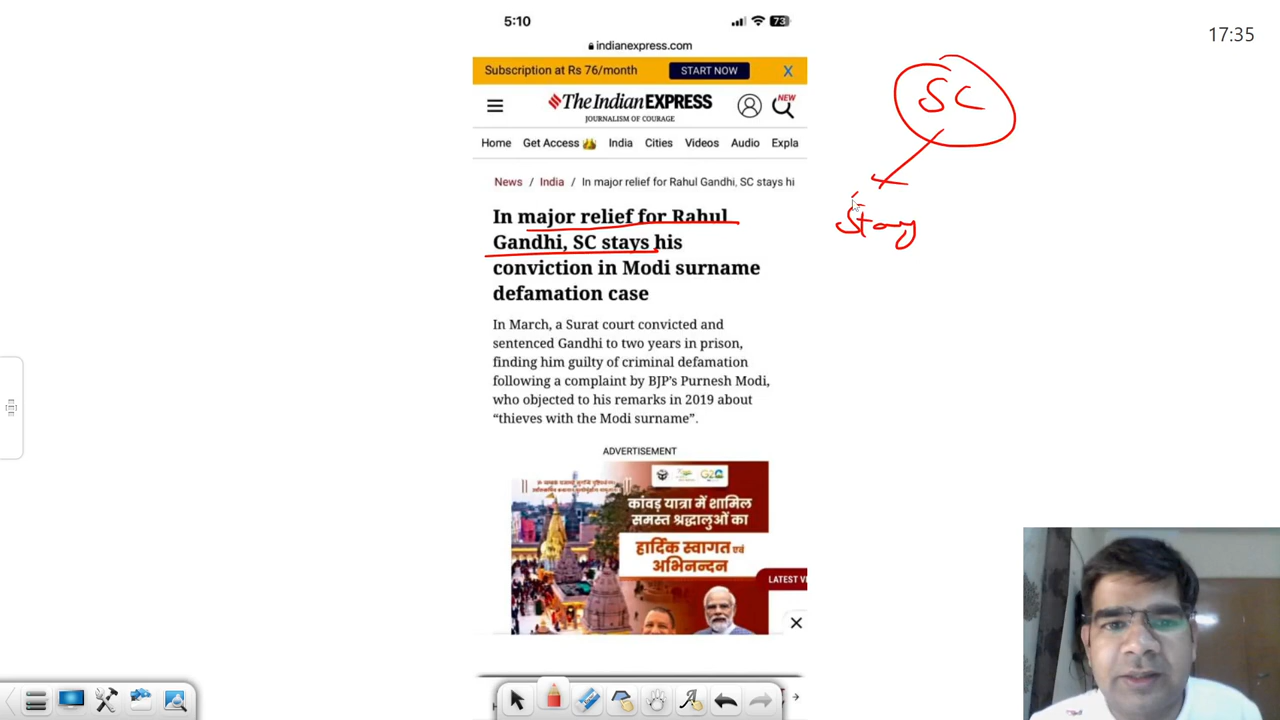 5:10
73
17:35
indianexpress.com
Subscription at Rs 76/month START NOW X
The Indian EXPRESS
JOURNALISM OF COURAGE
NEW
Home Get Access India Cities Videos Audio Expla
News / India / In major relief for Rahul Gandhi, SC stays hi
In major relief for Rahul
Gandhi, SC stays his
conviction in Modi surname
defamation case
In March, a Surat court convicted and
sentenced Gandhi to two years in prison,
finding him guilty of criminal defamation
following a complaint by BJP's Purnesh Modi,
who objected to his remarks in 2019 about
“thieves with the Modi surname”.
ADVERTISEMENT
G20
कांवड़ यात्रा में शामिल
समस्त श्रद्धालुओं का
हार्दिक स्वागत एवं
अभिनन्दन
LATEST VI
SC
Stay